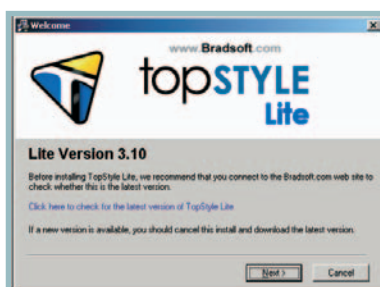 Welcome
www.Bradsoft.com
topSTYLE
Lite
Lite Version 3.10
Before installing TopStyle Lite, we recommend that you connect to the Bradsoft.com web site to
check whether this is the latest version.
Click here to check for the latest version of TopStyle Lite
If a new version is available, you should cancel this install and download the latest version.
Next >
Cancel